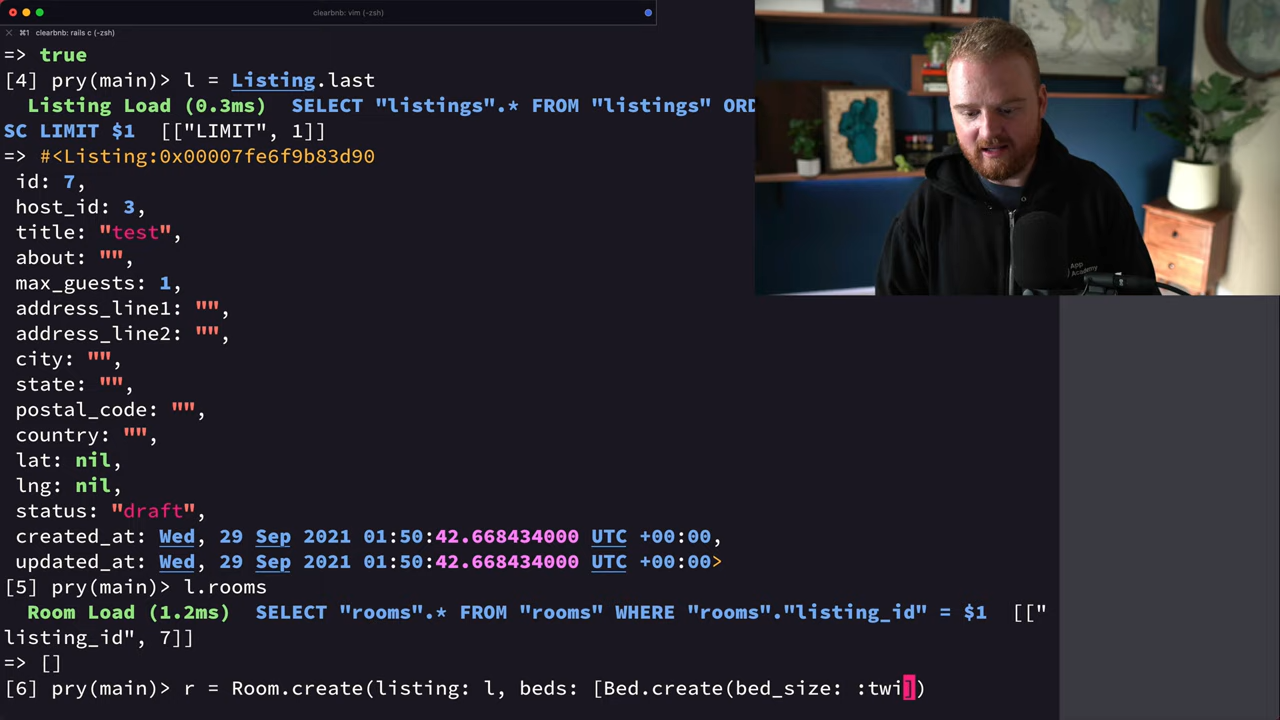 clearbnb: vim (-zsh)
⌘1 clearbnb: rails c (-zsh)
=> true
[4] pry(main)> l = Listing.last
Listing Load (0.3ms) SELECT "listings".* FROM "listings" ORD
SC LIMIT $1 [["LIMIT", 1]]
=> #<Listing:0x00007fe6f9b83d90
id: 7,
host_id: 3,
title: "test",
about: "",
max_guests: 1,
address_line1: "",
address_line2: "",
city: "",
state: "",
postal_code: "",
country: "",
lat: nil,
lng: nil,
status: "draft",
created_at: Wed, 29 Sep 2021 01:50:42.668434000 UTC +00:00,
updated_at: Wed, 29 Sep 2021 01:50:42.668434000 UTC +00:00>
[5] pry(main)> l.rooms
Room Load (1.2ms) SELECT "rooms".* FROM "rooms" WHERE "rooms"."listing_id" = $1 [["
listing_id", 7]]
=> []
[6] pry(main)> r = Room.create(listing: l, beds: [Bed.create(bed_size: :twi])
App
Academy